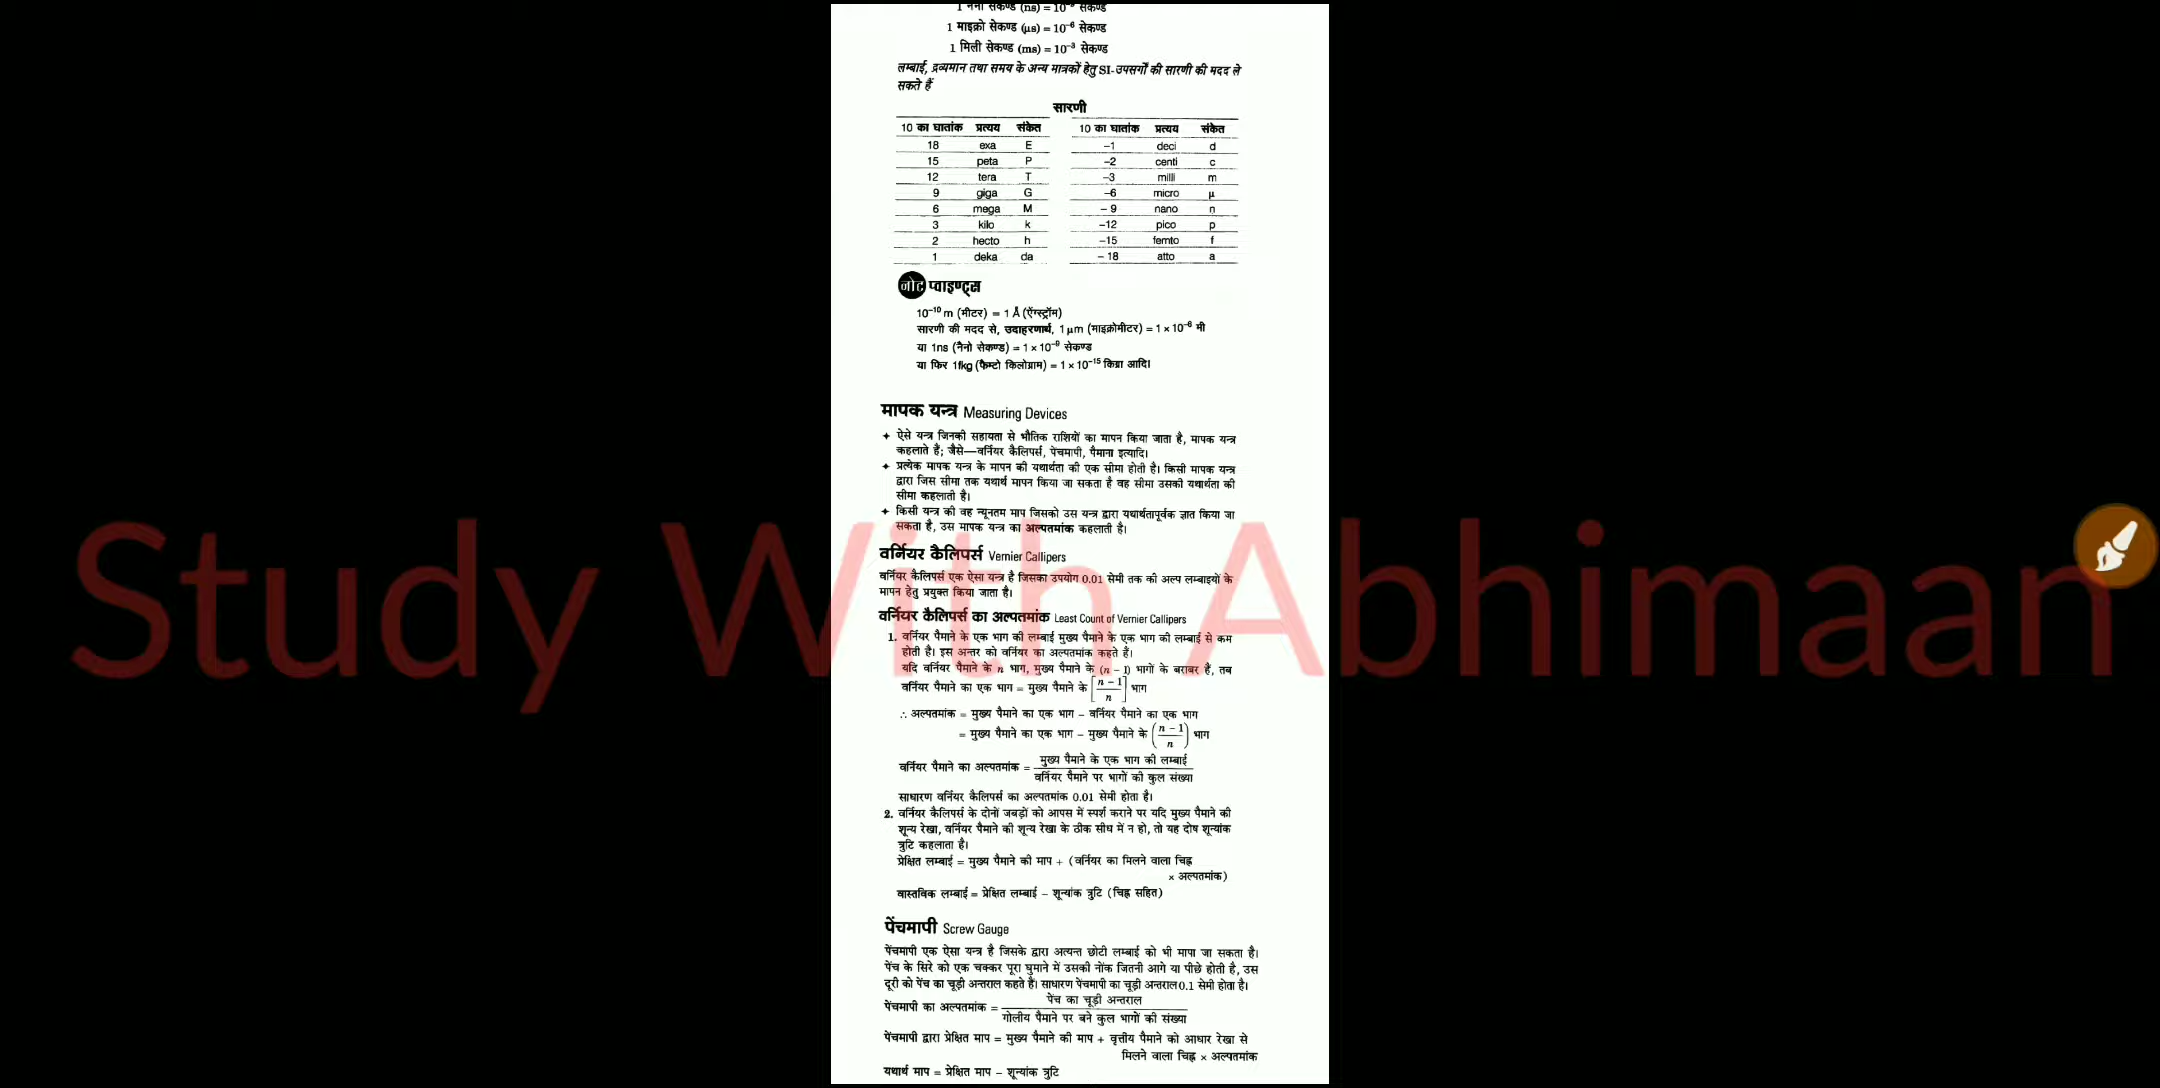 1 नैनो सेकण्ड (ns) = 10⁻⁹ सेकण्ड
1 माइक्रो सेकण्ड (μs) = 10⁻⁶ सेकण्ड
1 मिली सेकण्ड (ms) = 10⁻³ सेकण्ड
लम्बाई, द्रव्यमान तथा समय के अन्य मात्रकों हेतु SI-उपसर्गों की सारणी की मदद ले
सकते हैं
सारणी
10 का घातांक प्रत्यय संकेत 10 का घातांक प्रत्यय संकेत
18 exa E –1 deci d
15 peta P –2 centi c
12 tera T –3 milli m
9 giga G –6 micro μ
6 mega M – 9 nano n
3 kilo k –12 pico p
2 hecto h –15 femto f
1 deka da – 18 atto a
नोट प्वाइण्ट्स
10⁻¹⁰ m (मीटर) = 1 Å (ऐंग्स्ट्रॉम)
सारणी की मदद से, उदाहरणार्थ, 1 μm (माइक्रोमीटर) = 1 × 10⁻⁶ मी
या 1ns (नैनो सेकण्ड) = 1 × 10⁻⁹ सेकण्ड
या फिर 1fkg (फैम्टो किलोग्राम) = 1 × 10⁻¹⁵ किग्रा आदि।
मापक यन्त्र Measuring Devices
✦ ऐसे यन्त्र जिनकी सहायता से भौतिक राशियों का मापन किया जाता है, मापक यन्त्र
कहलाते हैं; जैसे—वर्नियर कैलिपर्स, पेंचमापी, पैमाना इत्यादि।
✦ प्रत्येक मापक यन्त्र के मापन की यथार्थता की एक सीमा होती है। किसी मापक यन्त्र
द्वारा जिस सीमा तक यथार्थ मापन किया जा सकता है वह सीमा उसकी यथार्थता की
सीमा कहलाती है।
✦ किसी यन्त्र की वह न्यूनतम माप जिसको उस यन्त्र द्वारा यथार्थतापूर्वक ज्ञात किया जा
सकता है, उस मापक यन्त्र का अल्पतमांक कहलाती है।
Study With Abhimaan
वर्नियर कैलिपर्स Vernier Callipers
वर्नियर कैलिपर्स एक ऐसा यन्त्र है जिसका उपयोग 0.01 सेमी तक की अल्प लम्बाइयों के
मापन हेतु प्रयुक्त किया जाता है।
वर्नियर कैलिपर्स का अल्पतमांक Least Count of Vernier Callipers
1. वर्नियर पैमाने के एक भाग की लम्बाई मुख्य पैमाने के एक भाग की लम्बाई से कम
होती है। इस अन्तर को वर्नियर का अल्पतमांक कहते हैं।
यदि वर्नियर पैमाने के n भाग, मुख्य पैमाने के (n – 1) भागों के बराबर हैं, तब
वर्नियर पैमाने का एक भाग = मुख्य पैमाने के [(n – 1)/n] भाग
∴ अल्पतमांक = मुख्य पैमाने का एक भाग – वर्नियर पैमाने का एक भाग
= मुख्य पैमाने का एक भाग – मुख्य पैमाने के ((n – 1)/n) भाग
वर्नियर पैमाने का अल्पतमांक = मुख्य पैमाने के एक भाग की लम्बाई
वर्नियर पैमाने पर भागों की कुल संख्या
साधारण वर्नियर कैलिपर्स का अल्पतमांक 0.01 सेमी होता है।
2. वर्नियर कैलिपर्स के दोनों जबड़ों को आपस में स्पर्श कराने पर यदि मुख्य पैमाने की
शून्य रेखा, वर्नियर पैमाने की शून्य रेखा के ठीक सीध में न हो, तो यह दोष शून्यांक
त्रुटि कहलाता है।
प्रेक्षित लम्बाई = मुख्य पैमाने की माप + (वर्नियर का मिलने वाला चिह्न
× अल्पतमांक)
वास्तविक लम्बाई = प्रेक्षित लम्बाई – शून्यांक त्रुटि (चिह्न सहित)
पेंचमापी Screw Gauge
पेंचमापी एक ऐसा यन्त्र है जिसके द्वारा अत्यन्त छोटी लम्बाई को भी मापा जा सकता है।
पेंच के सिरे को एक चक्कर पूरा घुमाने में उसकी नोंक जितनी आगे या पीछे होती है, उस
दूरी को पेंच का चूड़ी अन्तराल कहते हैं। साधारण पेंचमापी का चूड़ी अन्तराल 0.1 सेमी होता है।
पेंचमापी का अल्पतमांक = पेंच का चूड़ी अन्तराल
गोलीय पैमाने पर बने कुल भागों की संख्या
पेंचमापी द्वारा प्रेक्षित माप = मुख्य पैमाने की माप + वृत्तीय पैमाने को आधार रेखा से
मिलने वाला चिह्न × अल्पतमांक
यथार्थ माप = प्रेक्षित माप – शून्यांक त्रुटि